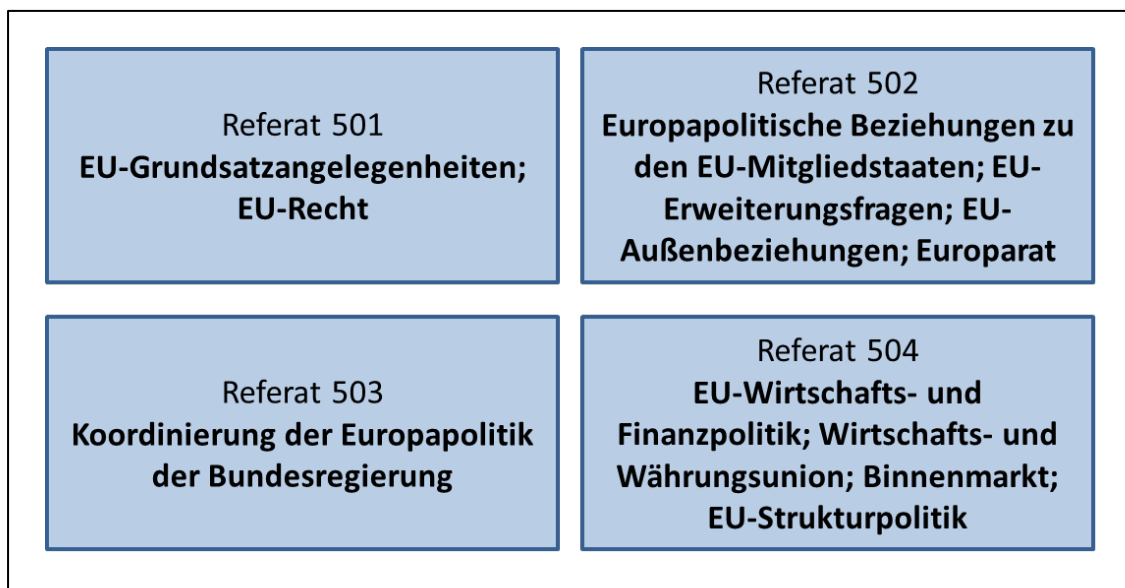 Referat 501
EU-Grundsatzangelegenheiten;
EU-Recht
Referat 502
Europapolitische Beziehungen zu
den EU-Mitgliedstaaten; EU-
Erweiterungsfragen; EU-
Außenbeziehungen; Europarat
Referat 503
Koordinierung der Europapolitik
der Bundesregierung
Referat 504
EU-Wirtschafts- und
Finanzpolitik; Wirtschafts- und
Währungsunion; Binnenmarkt;
EU-Strukturpolitik